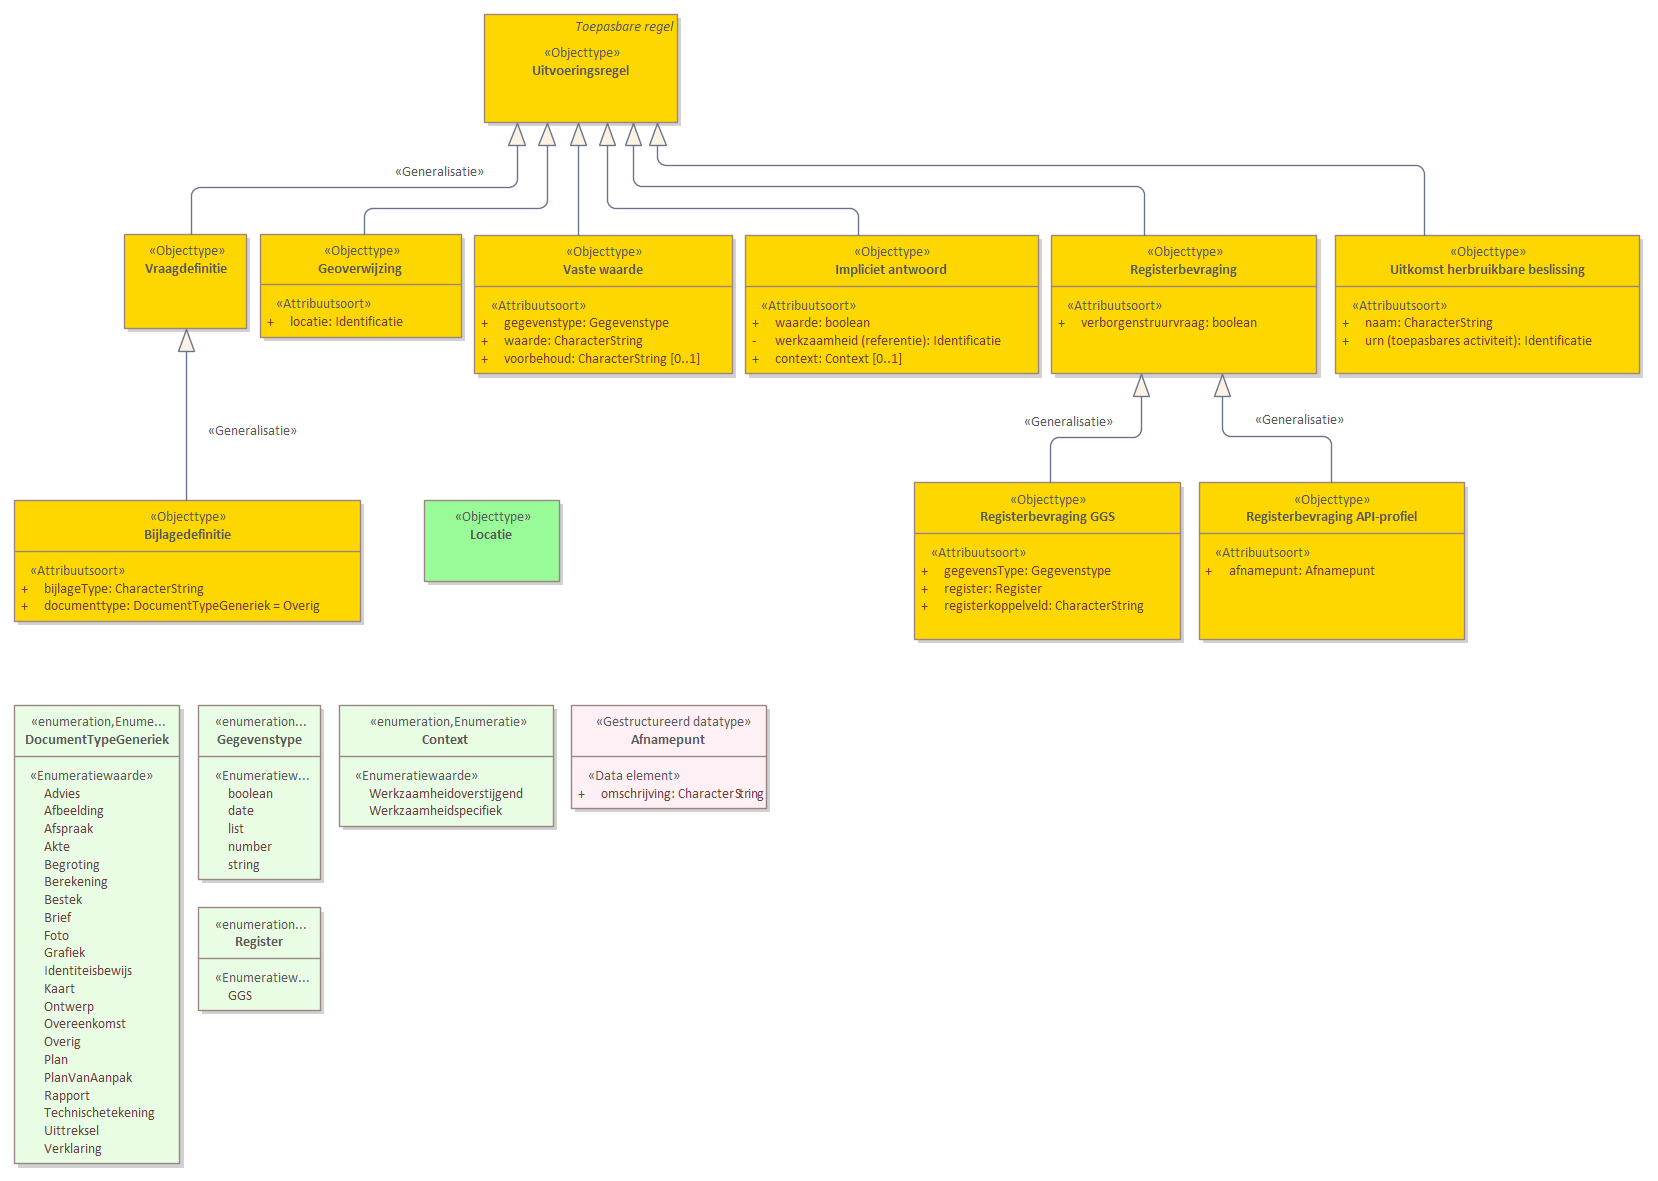 Toepasbare regel
«Objecttype»
Uitvoeringsregel
«Generalisatie»
«Objecttype»
Vraagdefinitie
«Objecttype»
Geoverwijzing
«Attribuutsoort»
+ locatie: Identificatie
«Objecttype»
Vaste waarde
«Attribuutsoort»
+ gegevenstype: Gegevenstype
+ waarde: CharacterString
+ voorbehoud: CharacterString [0..1]
«Objecttype»
Impliciet antwoord
«Attribuutsoort»
+ waarde: boolean
- werkzaamheid (referentie): Identificatie
+ context: Context [0..1]
«Objecttype»
Registerbevraging
«Attribuutsoort»
+ verborgenstruurvraag: boolean
«Objecttype»
Uitkomst herbruikbare beslissing
«Attribuutsoort»
+ naam: CharacterString
+ urn (toepasbares activiteit): Identificatie
«Generalisatie»
«Generalisatie»
«Generalisatie»
«Objecttype»
Bijlagedefinitie
«Attribuutsoort»
+ bijlageType: CharacterString
+ documenttype: DocumentTypeGeneriek = Overig
«Objecttype»
Locatie
«Objecttype»
Registerbevraging GGS
«Attribuutsoort»
+ gegevensType: Gegevenstype
+ register: Register
+ registerkoppelveld: CharacterString
«Objecttype»
Registerbevraging API-profiel
«Attribuutsoort»
+ afnamepunt: Afnamepunt
«enumeration,Enume...
DocumentTypeGeneriek
«Enumeratiewaarde»
Advies
Afbeelding
Afspraak
Akte
Begroting
Berekening
Bestek
Brief
Foto
Grafiek
Identiteisbewijs
Kaart
Ontwerp
Overeenkomst
Overig
Plan
PlanVanAanpak
Rapport
Technischetekening
Uittreksel
Verklaring
«enumeration...
Gegevenstype
«Enumeratiew...
boolean
date
list
number
string
«enumeration...
Register
«Enumeratiew...
GGS
«enumeration,Enumeratie»
Context
«Enumeratiewaarde»
Werkzaamheidoverstijgend
Werkzaamheidspecifiek
«Gestructureerd datatype»
Afnamepunt
«Data element»
+ omschrijving: CharacterString